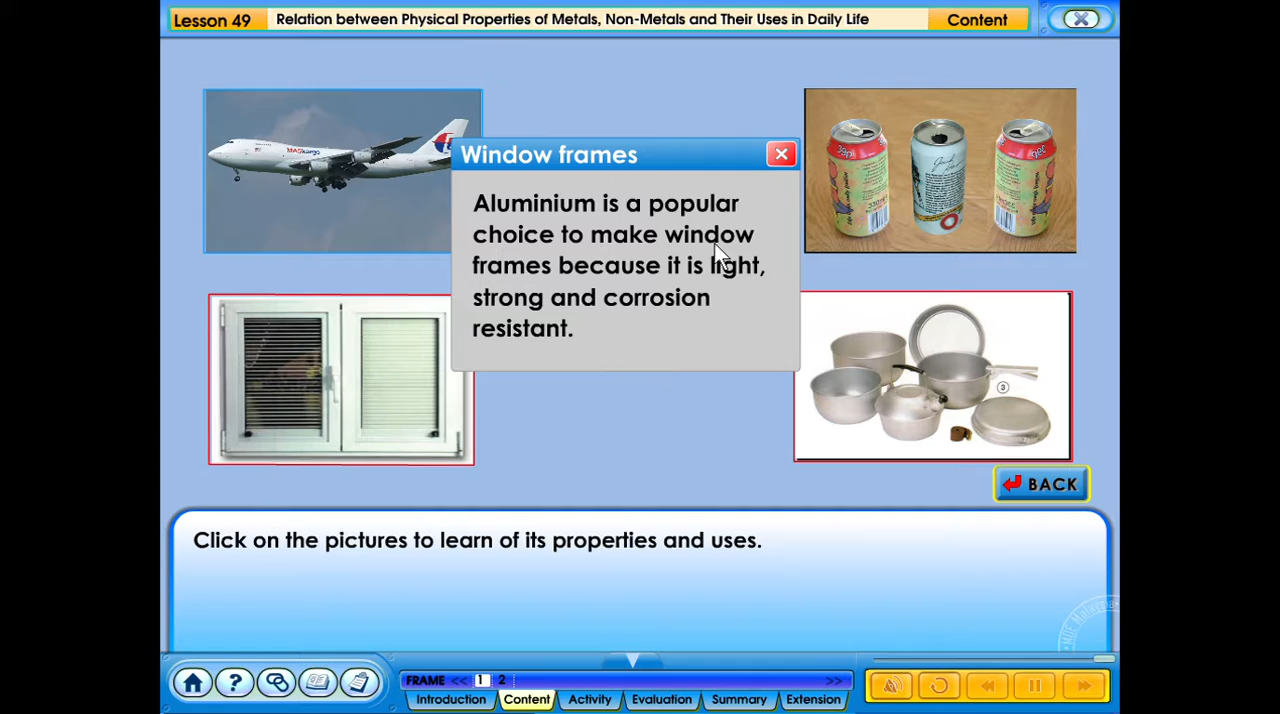 Lesson 49
Relation between Physical Properties of Metals, Non-Metals and Their Uses in Daily Life
Content
MASkargo
Window frames
Aluminium is a popular
choice to make window
frames because it is light,
strong and corrosion
resistant.
3
BACK
Click on the pictures to learn of its properties and uses.
FRAME << 1 2 >>
Introduction
Content
Activity
Evaluation
Summary
Extension